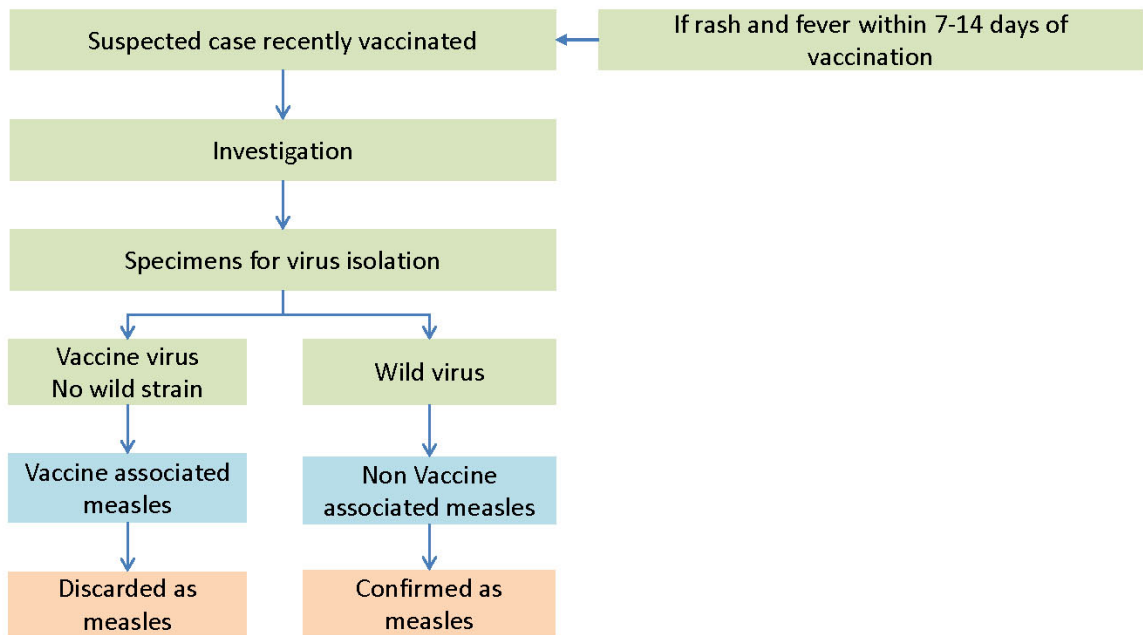 Suspected case recently vaccinated
If rash and fever within 7-14 days of
vaccination
Investigation
Specimens for virus isolation
Vaccine virus
No wild strain
Wild virus
Vaccine associated
measles
Non Vaccine
associated measles
Discarded as
measles
Confirmed as
measles